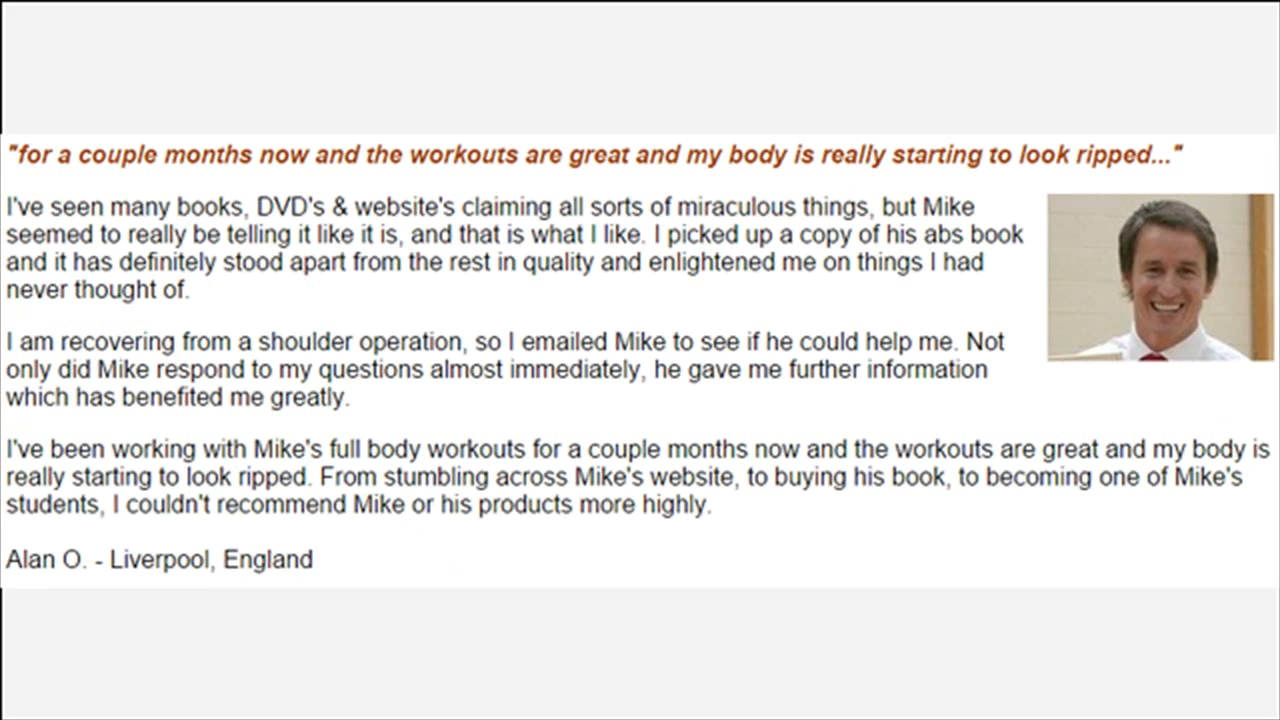 "for a couple months now and the workouts are great and my body is really starting to look ripped..."
I've seen many books, DVD's & website's claiming all sorts of miraculous things, but Mike
seemed to really be telling it like it is, and that is what I like. I picked up a copy of his abs book
and it has definitely stood apart from the rest in quality and enlightened me on things I had
never thought of.
I am recovering from a shoulder operation, so I emailed Mike to see if he could help me. Not
only did Mike respond to my questions almost immediately, he gave me further information
which has benefited me greatly.
I've been working with Mike's full body workouts for a couple months now and the workouts are great and my body is
really starting to look ripped. From stumbling across Mike's website, to buying his book, to becoming one of Mike's
students, I couldn't recommend Mike or his products more highly.
Alan O. - Liverpool, England